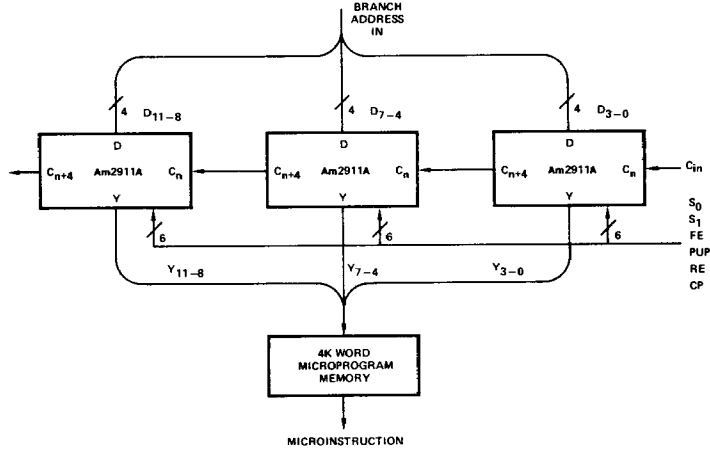 BRANCH
ADDRESS
IN
4 D11–8
4 D7–4
4 D3–0
D
D
D
Cn+4 Am2911A Cn
Cn+4 Am2911A Cn
Cn+4 Am2911A Cn
Cin
Y
Y
Y
S0
S1
FE
PUP
RE
CP
6
6
6
Y11–8
Y7–4
Y3–0
4K WORD
MICROPROGRAM
MEMORY
MICROINSTRUCTION